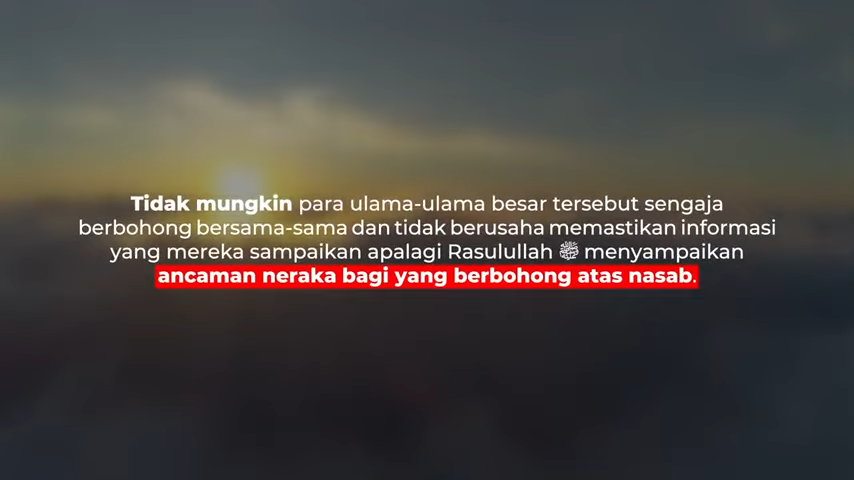 Tidak mungkin para ulama-ulama besar tersebut sengaja
berbohong bersama-sama dan tidak berusaha memastikan informasi
yang mereka sampaikan apalagi Rasulullah ﷺ menyampaikan
ancaman neraka bagi yang berbohong atas nasab.